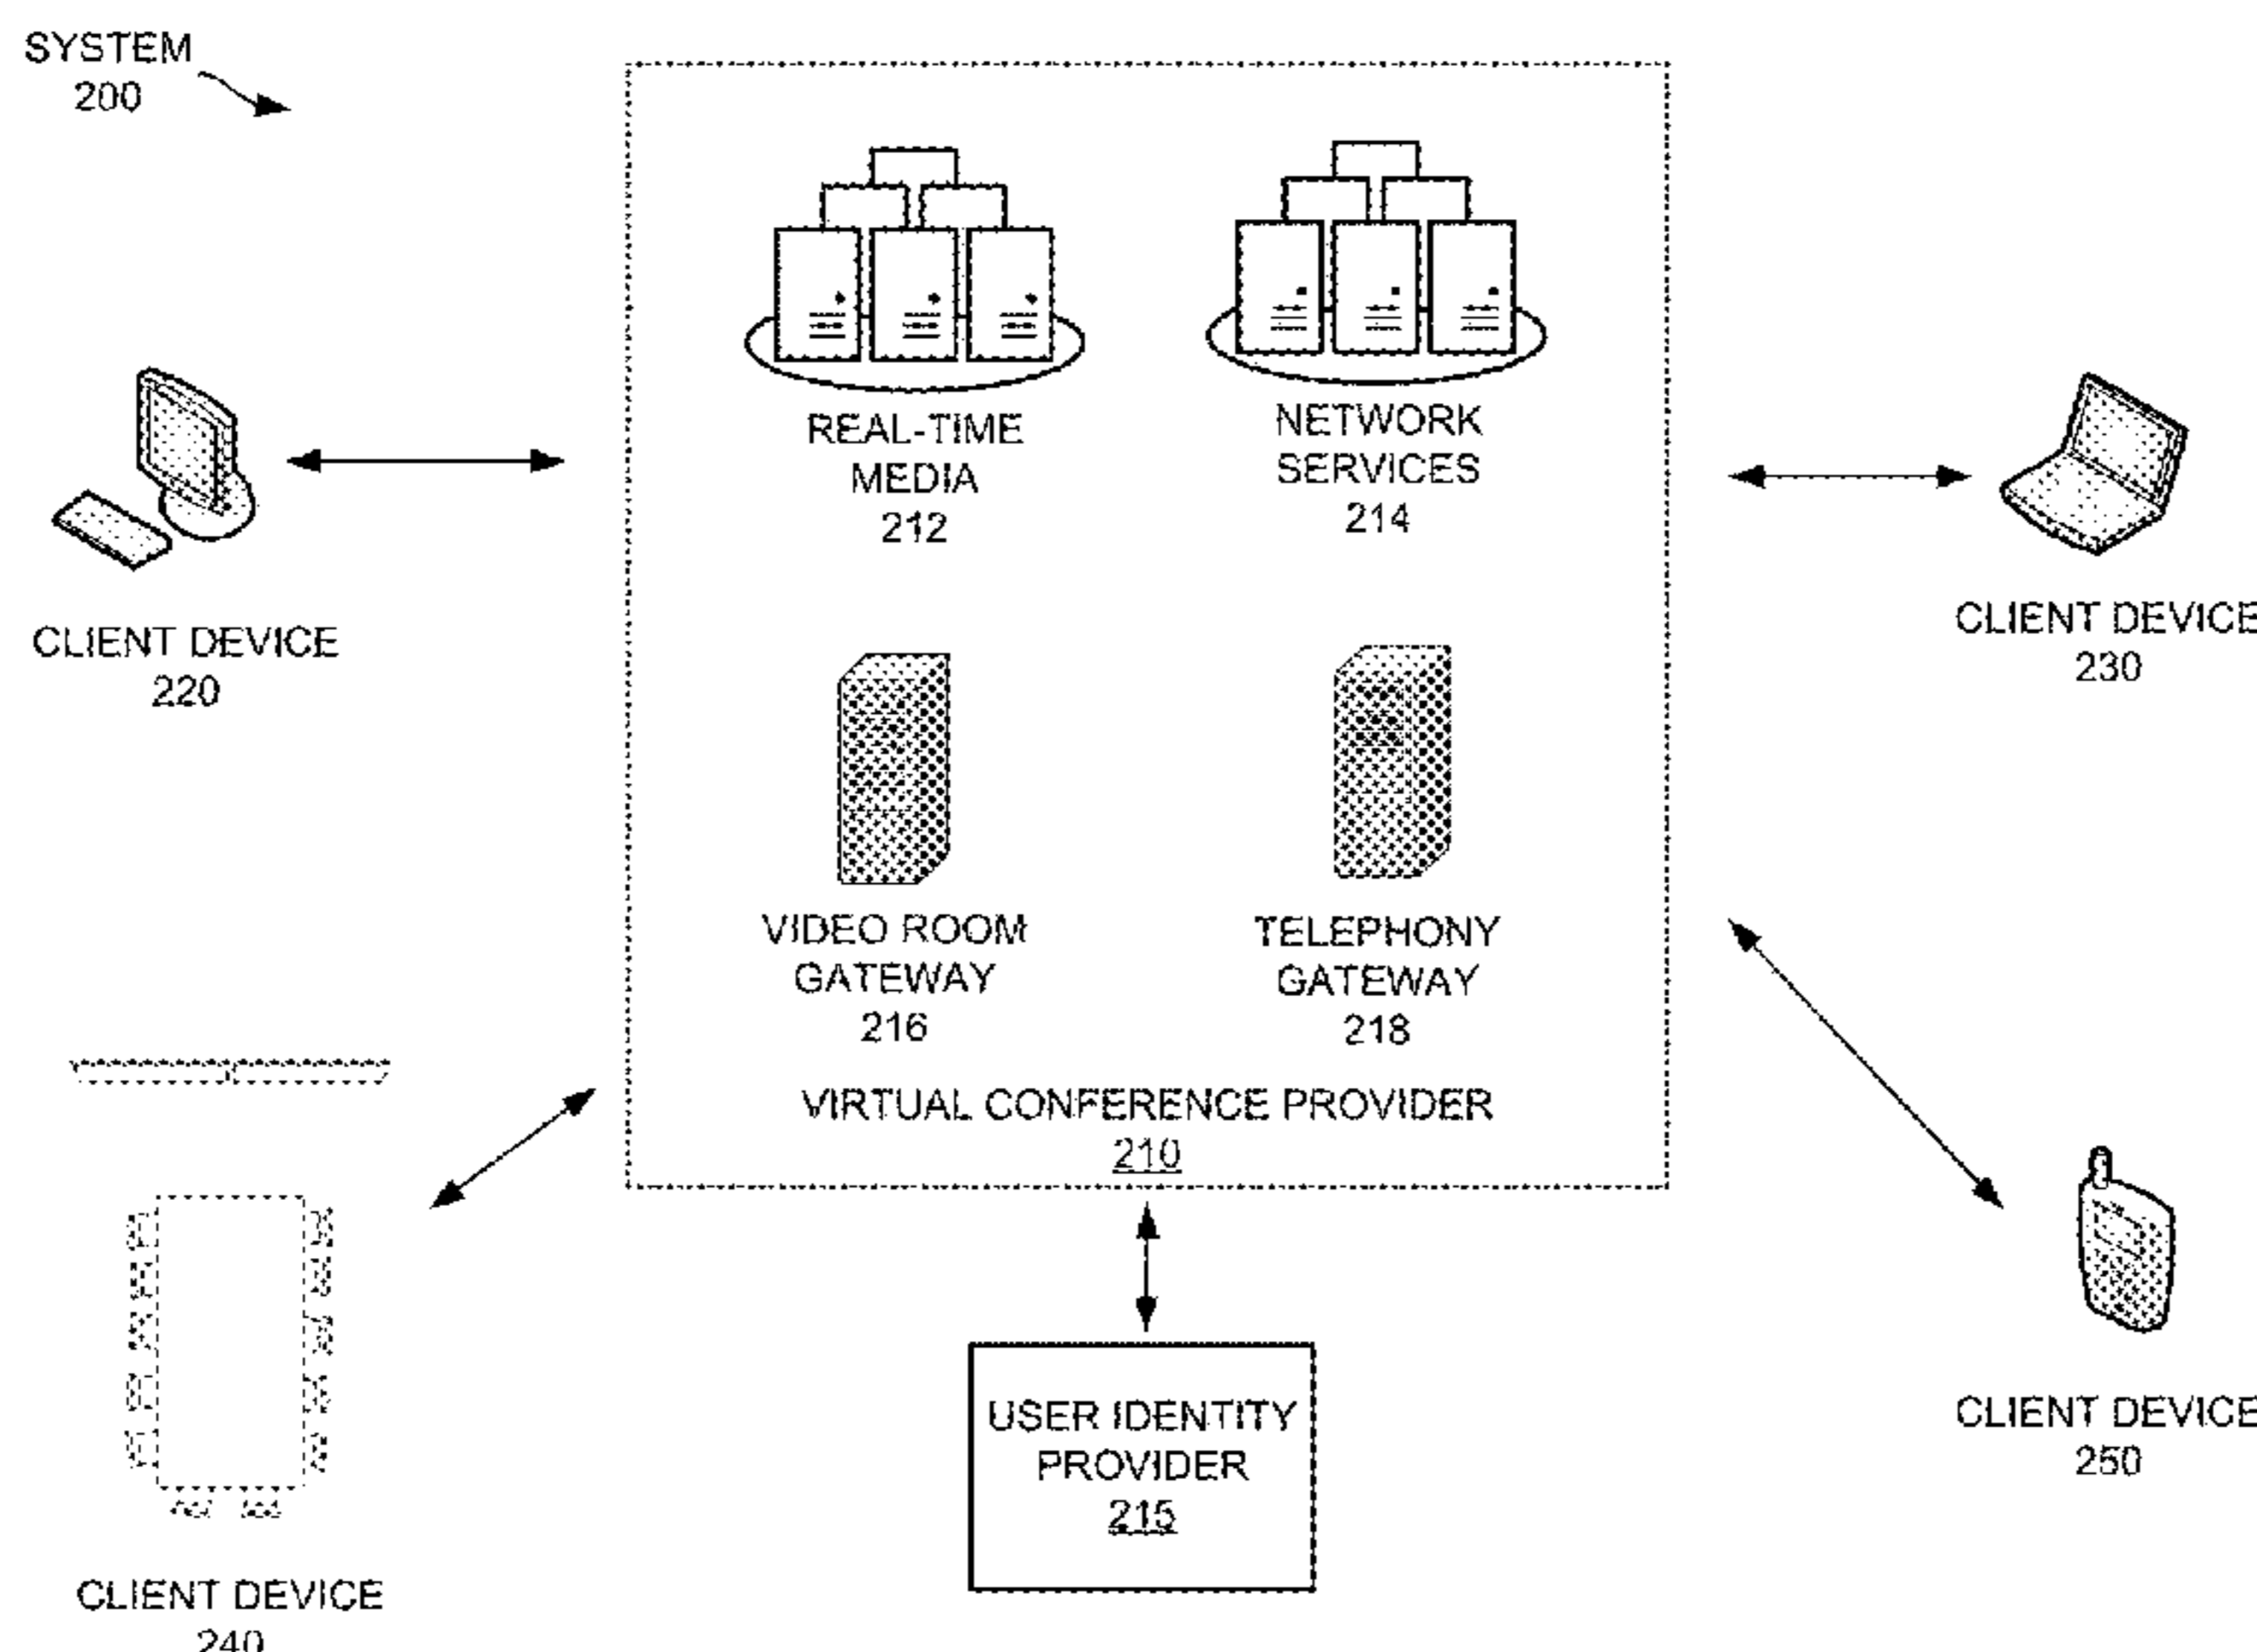 SYSTEM
200
REAL-TIME
MEDIA
212
NETWORK
SERVICES
214
CLIENT DEVICE
220
CLIENT DEVICE
230
VIDEO ROOM
GATEWAY
216
TELEPHONY
GATEWAY
218
VIRTUAL CONFERENCE PROVIDER
210
USER IDENTITY
PROVIDER
215
CLIENT DEVICE
250
CLIENT DEVICE
240